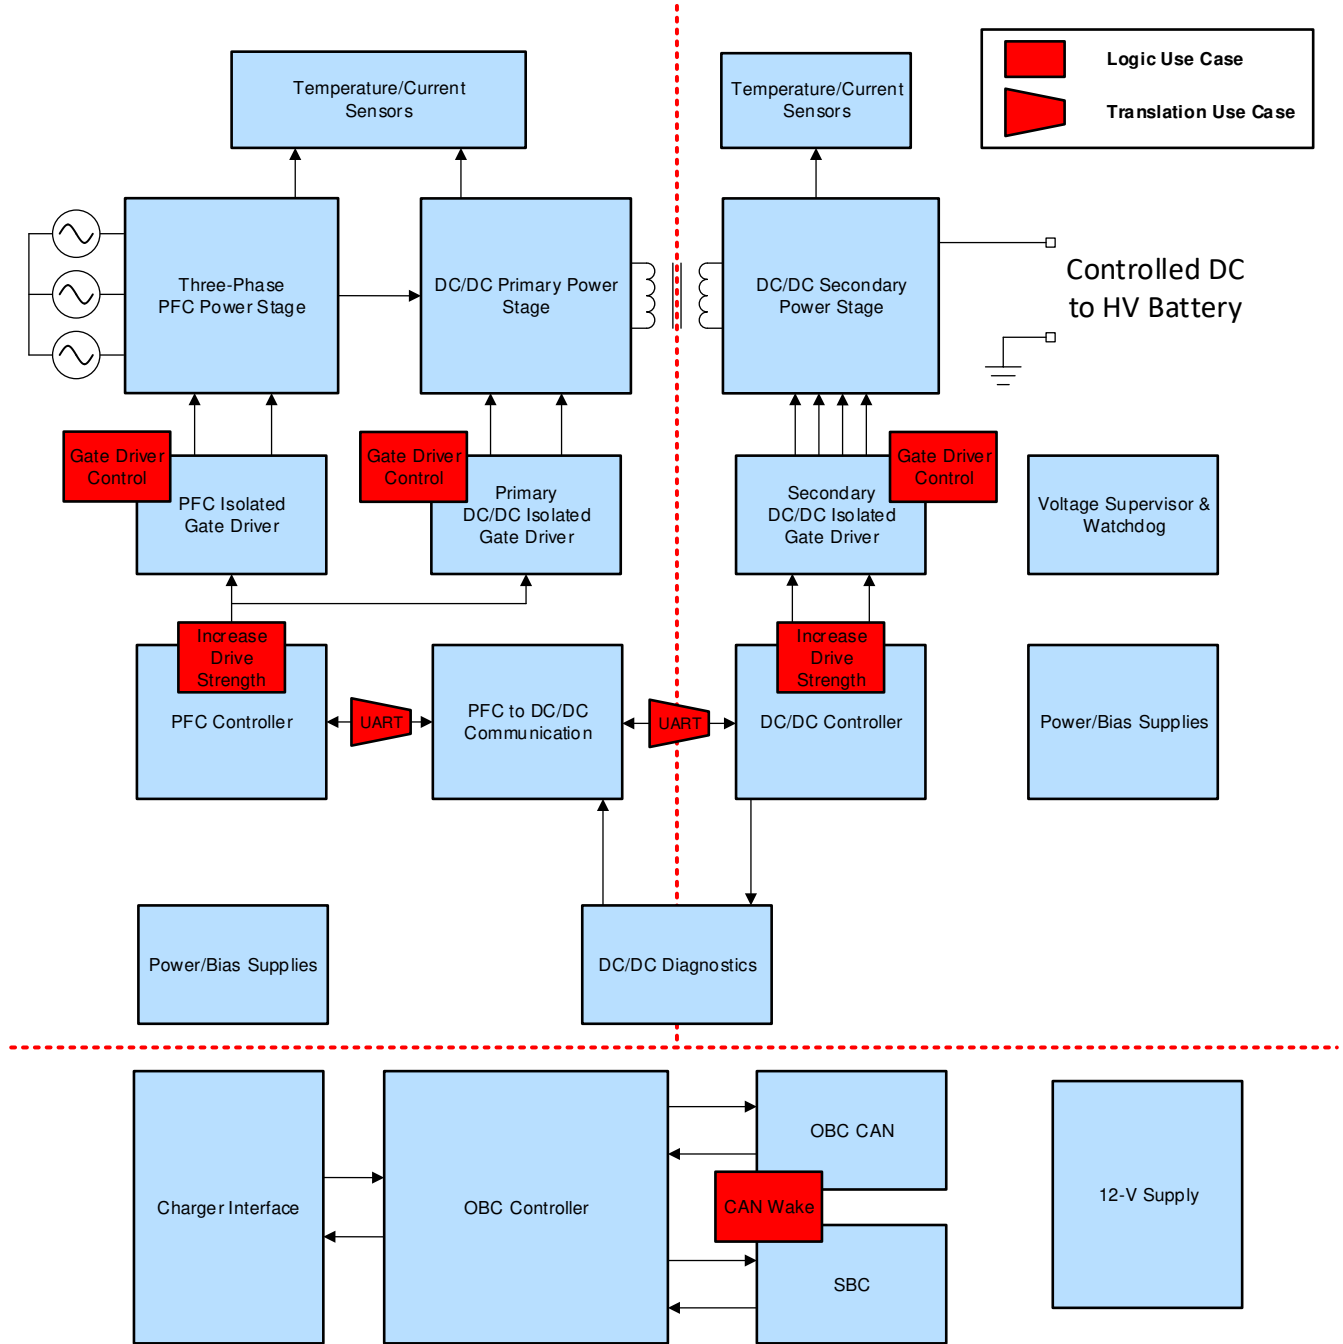 Temperature/Current
Sensors
Temperature/Current
Sensors
Logic Use Case
Translation Use Case
Three-Phase
PFC Power Stage
DC/DC Primary Power
Stage
DC/DC Secondary
Power Stage
Controlled DC
to HV Battery
Gate Driver
Control
PFC Isolated
Gate Driver
Gate Driver
Control
Primary
DC/DC Isolated
Gate Driver
Secondary
DC/DC Isolated
Gate Driver
Gate Driver
Control
Voltage Supervisor &
Watchdog
Increase
Drive
Strength
PFC Controller
UART
PFC to DC/DC
Communication
UART
Increase
Drive
Strength
DC/DC Controller
Power/Bias Supplies
Power/Bias Supplies
DC/DC Diagnostics
Charger Interface
OBC Controller
OBC CAN
CAN Wake
SBC
12-V Supply